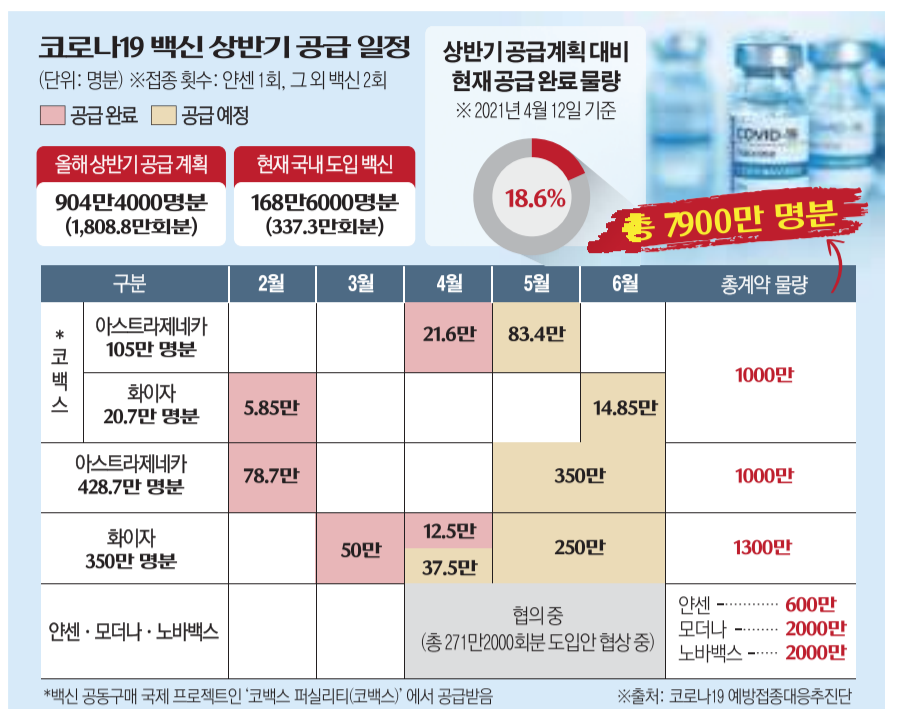 코로나19 백신 상반기 공급 일정
(단위: 명분) ※접종 횟수: 얀센 1회, 그 외 백신 2회
공급 완료 공급 예정
올해 상반기 공급 계획
904만4000명분
(1,808.8만회분)
현재 국내 도입 백신
168만6000명분
(337.3만회분)
상반기 공급계획 대비
현재 공급 완료 물량
※ 2021년 4월 12일 기준
18.6%
COVID-19
총 7900만 명분
구분 2월 3월 4월 5월 6월 총계약 물량
*코백스
아스트라제네카
105만 명분
21.6만 83.4만
화이자
20.7만 명분
5.85만 14.85만
1000만
아스트라제네카
428.7만 명분
78.7만 350만 1000만
화이자
350만 명분
50만 12.5만
37.5만
250만 1300만
얀센·모더나·노바백스
협의 중
(총 271만2000회분 도입안 협상 중)
얀센 600만
모더나 2000만
노바백스 2000만
*백신 공동구매 국제 프로젝트인 ‘코백스 퍼실리티(코백스)’ 에서 공급받음
※출처: 코로나19 예방접종대응추진단